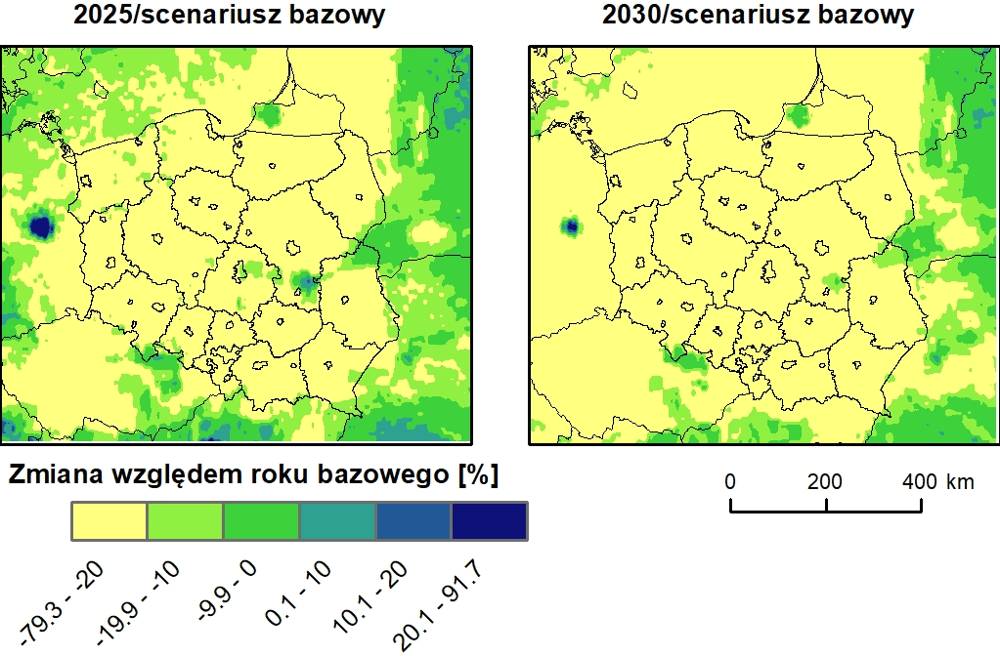 2025/scenariusz bazowy
2030/scenariusz bazowy
Zmiana względem roku bazowego [%]
0 200 400 km
-79.3 - -20
-19.9 - -10
-9.9 - 0
0.1 - 10
10.1 - 20
20.1 - 91.7